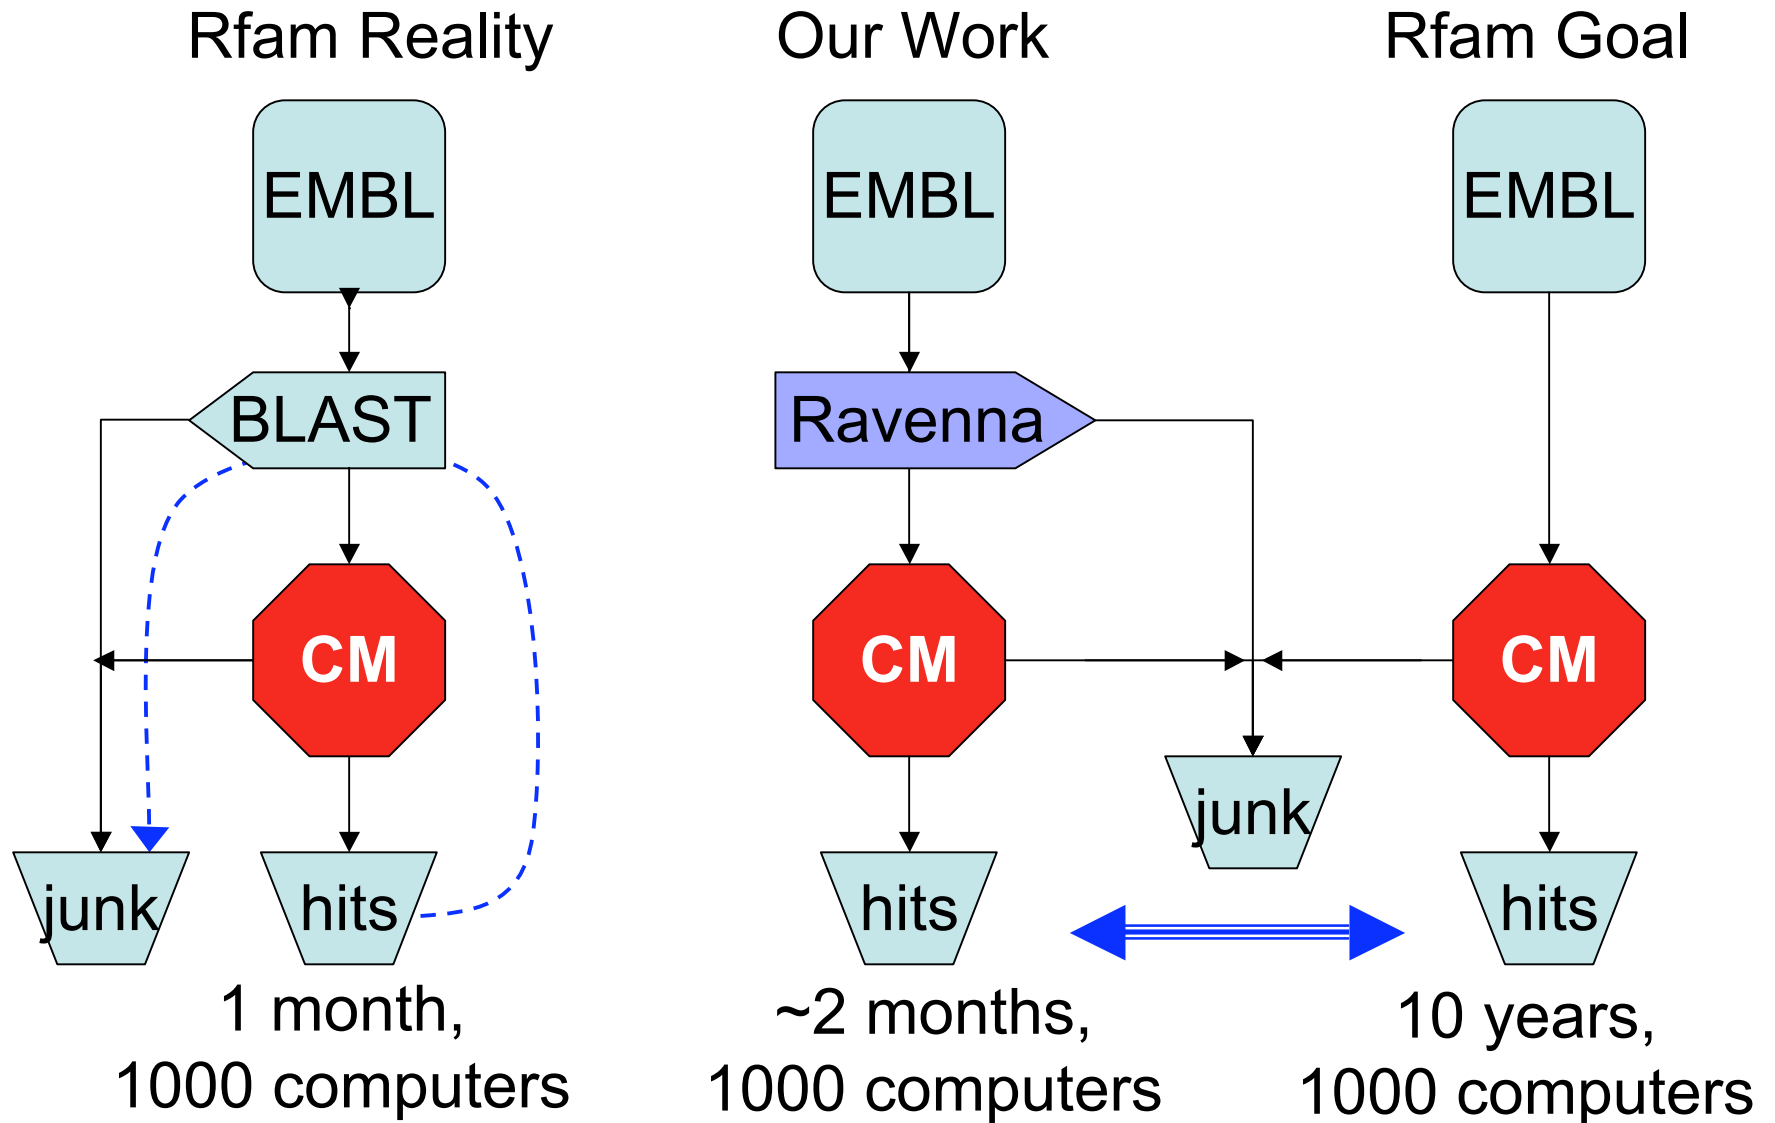 Rfam Reality
EMBL
BLAST
CM
junk
hits
1 month,
1000 computers
Our Work
EMBL
Ravenna
CM
junk
hits
~2 months,
1000 computers
Rfam Goal
EMBL
CM
hits
10 years,
1000 computers